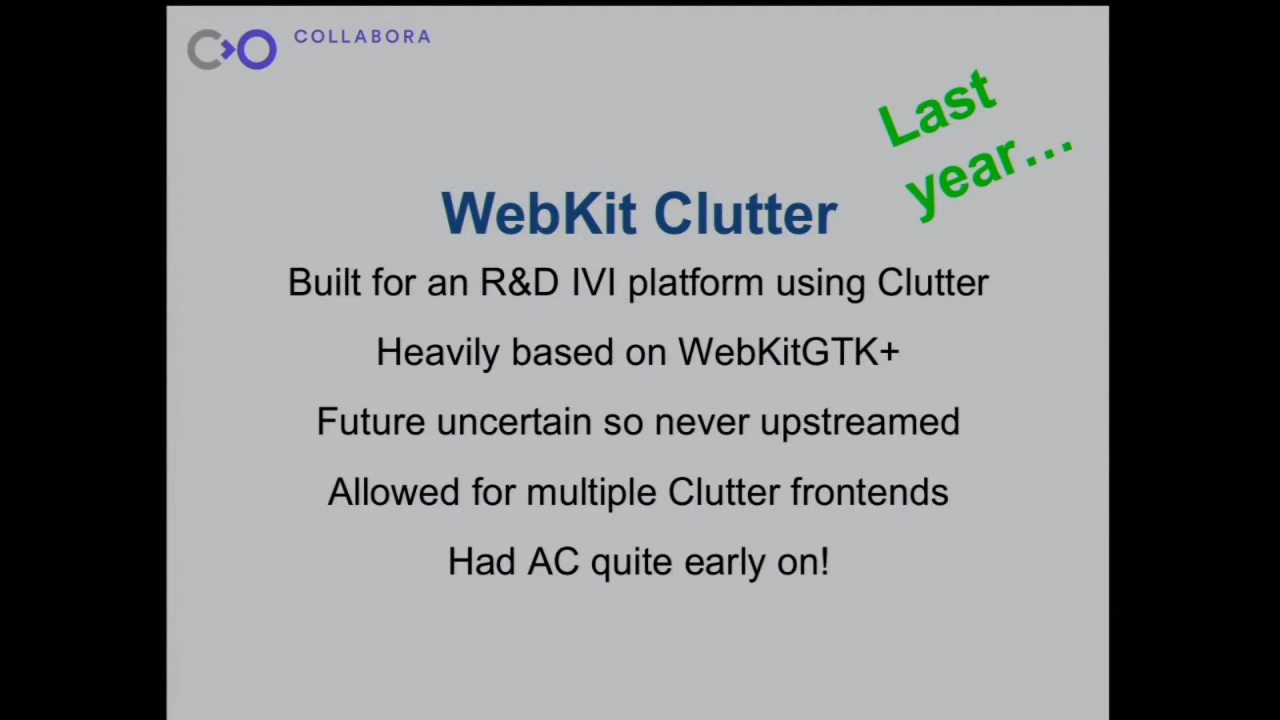 COLLABORA
Last
year...
WebKit Clutter
Built for an R&D IVI platform using Clutter
Heavily based on WebKitGTK+
Future uncertain so never upstreamed
Allowed for multiple Clutter frontends
Had AC quite early on!